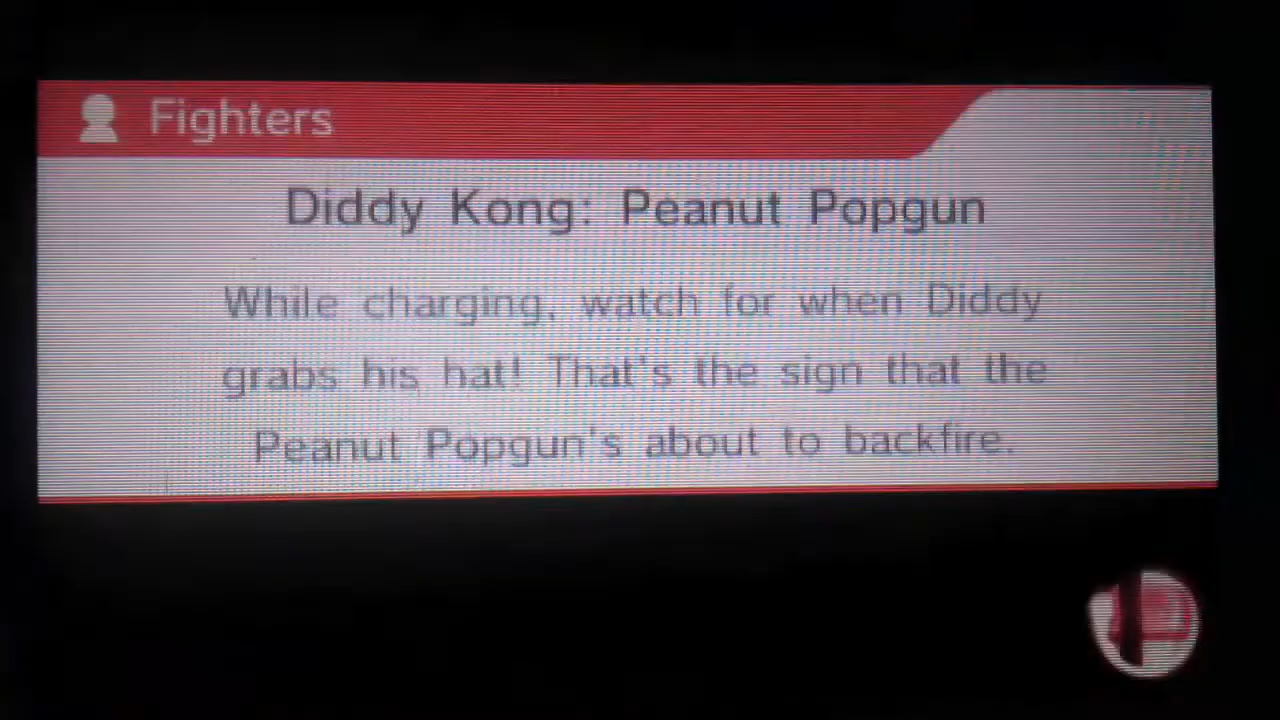 Fighters
Diddy Kong: Peanut Popgun
While charging, watch for when Diddy
grabs his hat! That's the sign that the
Peanut Popgun's about to backfire.